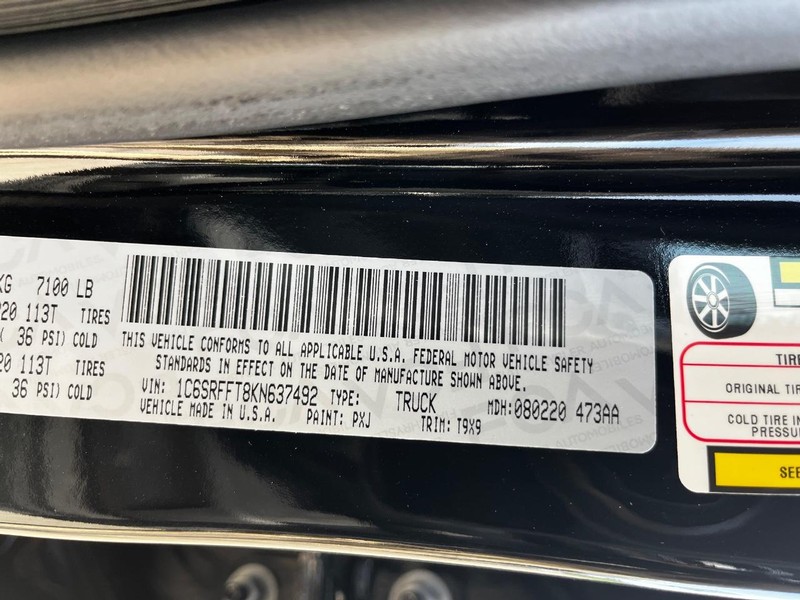 KG 7100 LB
20 113T TIRES
( 36 PSI) COLD
20 113T TIRES
36 PSI) COLD
THIS VEHICLE CONFORMS TO ALL APPLICABLE U.S.A. FEDERAL MOTOR VEHICLE SAFETY
STANDARDS IN EFFECT ON THE DATE OF MANUFACTURE SHOWN ABOVE.
VIN: 1C6SRFFT8KN637492 TYPE: TRUCK MDH: 080220 473AA
VEHICLE MADE IN U.S.A. PAINT: PXJ TRIM: T9X9
TIRE
ORIGINAL TIR
COLD TIRE IN
PRESSUR
SEE